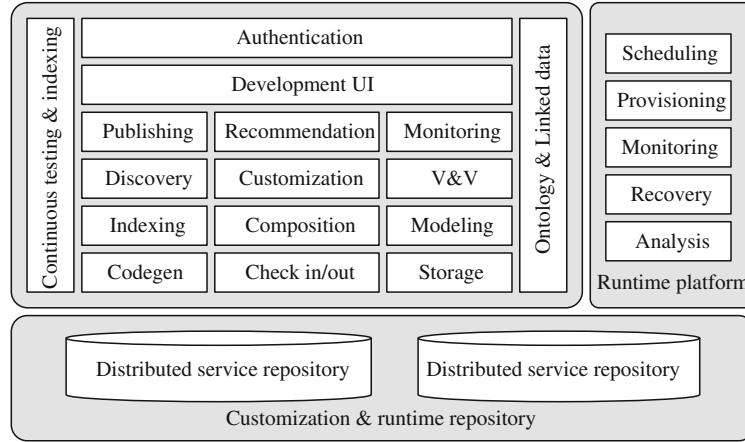 Continuous testing & indexing
Authentication
Development UI
Publishing
Recommendation
Monitoring
Discovery
Customization
V&V
Indexing
Composition
Modeling
Codegen
Check in/out
Storage
Ontology & Linked data
Scheduling
Provisioning
Monitoring
Recovery
Analysis
Runtime platform
Distributed service repository
Distributed service repository
Customization & runtime repository